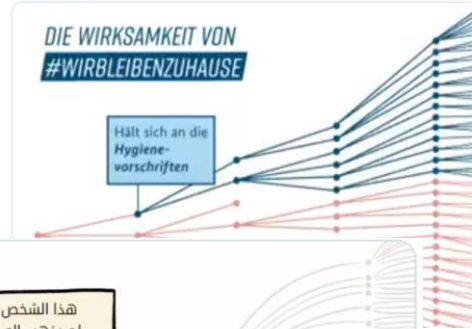 DIE WIRKSAMKEIT VON
#WIRBLEIBENZUHAUSE
Hält sich an die
Hygiene-
vorschriften
هذا الشخص